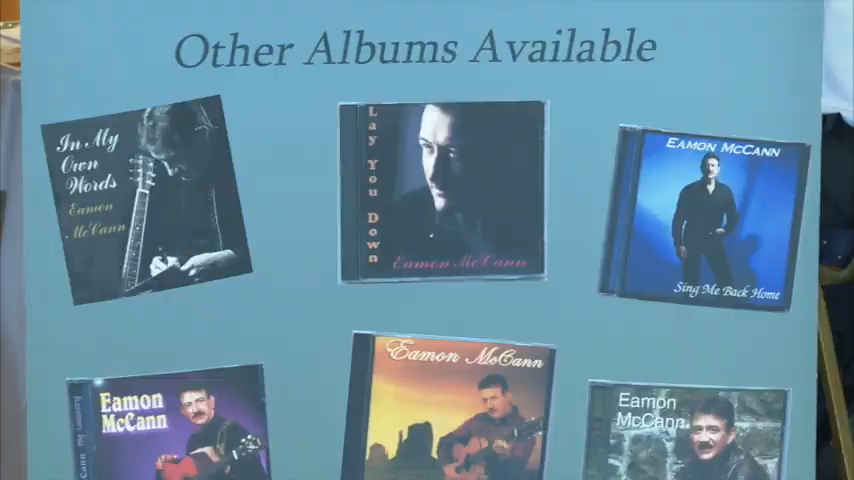 Other Albums Available
In My
Own
Words
Eamon
McCann
Lay You Down
Eamon McCann
EAMON MCCANN
Sing Me Back Home
Eamon
McCann
Eamon McCann
Eamon
McCann